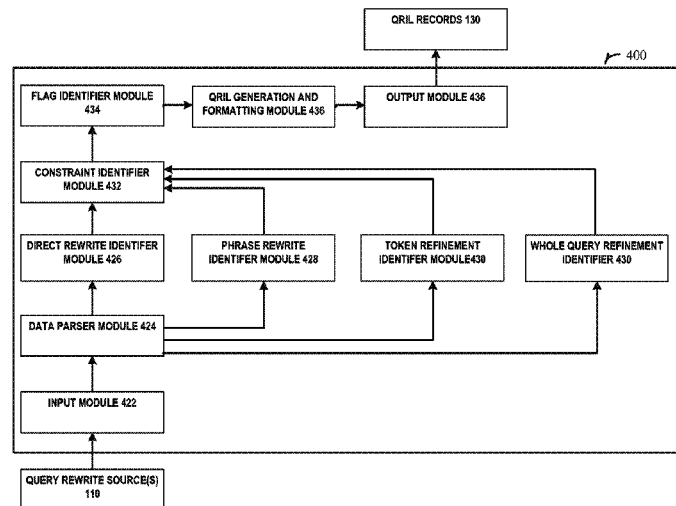 QRIL RECORDS 130
400
FLAG IDENTIFIER MODULE
434
QRIL GENERATION AND
FORMATTING MODULE 436
OUTPUT MODULE 436
CONSTRAINT IDENTIFIER
MODULE 432
DIRECT REWRITE IDENTIFER
MODULE 426
PHRASE REWRITE
IDENTIFER MODULE 428
TOKEN REFINEMENT
IDENTIFER MODULE430
WHOLE QUERY REFINEMENT
IDENTIFIER 430
DATA PARSER MODULE 424
INPUT MODULE 422
QUERY REWRITE SOURCE(S)
110